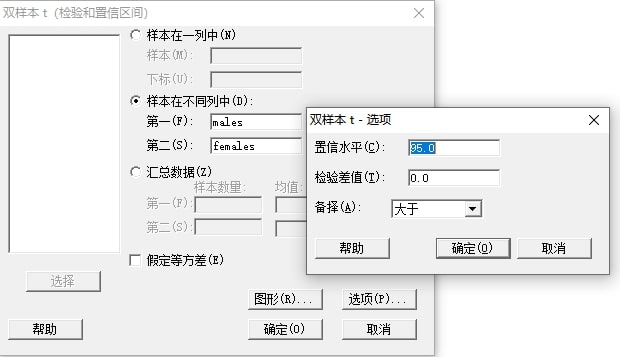 双样本 t (检验和置信区间)
样本在一列中(N)
样本(M):
下标(U):
样本在不同列中(D):
第一(F): males
第二(S): females
汇总数据(Z)
样本数量: 均值:
第一(F):
第二(S):
假定等方差(E)
选择
图形(R)... 选项(P)...
帮助 确定(O) 取消
双样本 t - 选项
置信水平(C): 95.0
检验差值(T): 0.0
备择(A): 大于
帮助 确定(O) 取消